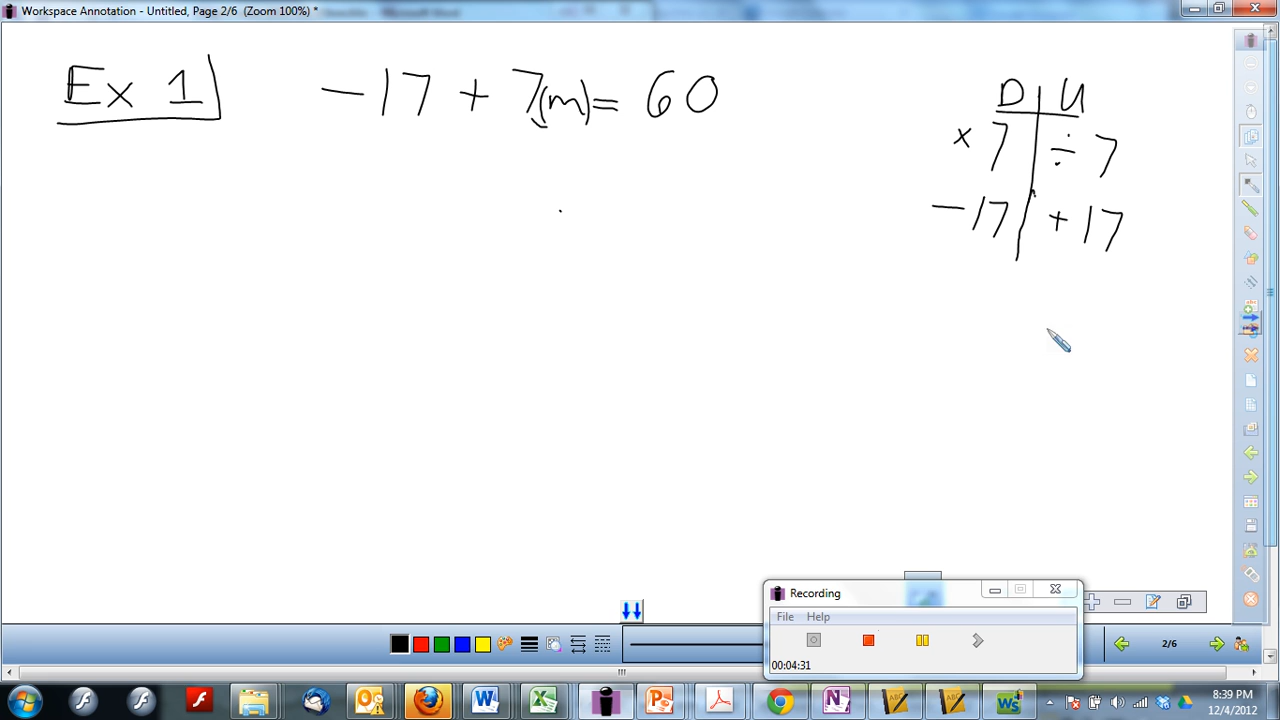 Workspace Annotation - Untitled, Page 2/6 (Zoom 100%) *
Ex 1 -17 + 7(m) = 60
D U
x 7 ÷ 7
-17 +17
Recording
File Help
00:04:31
2/6
8:39 PM
12/4/2012